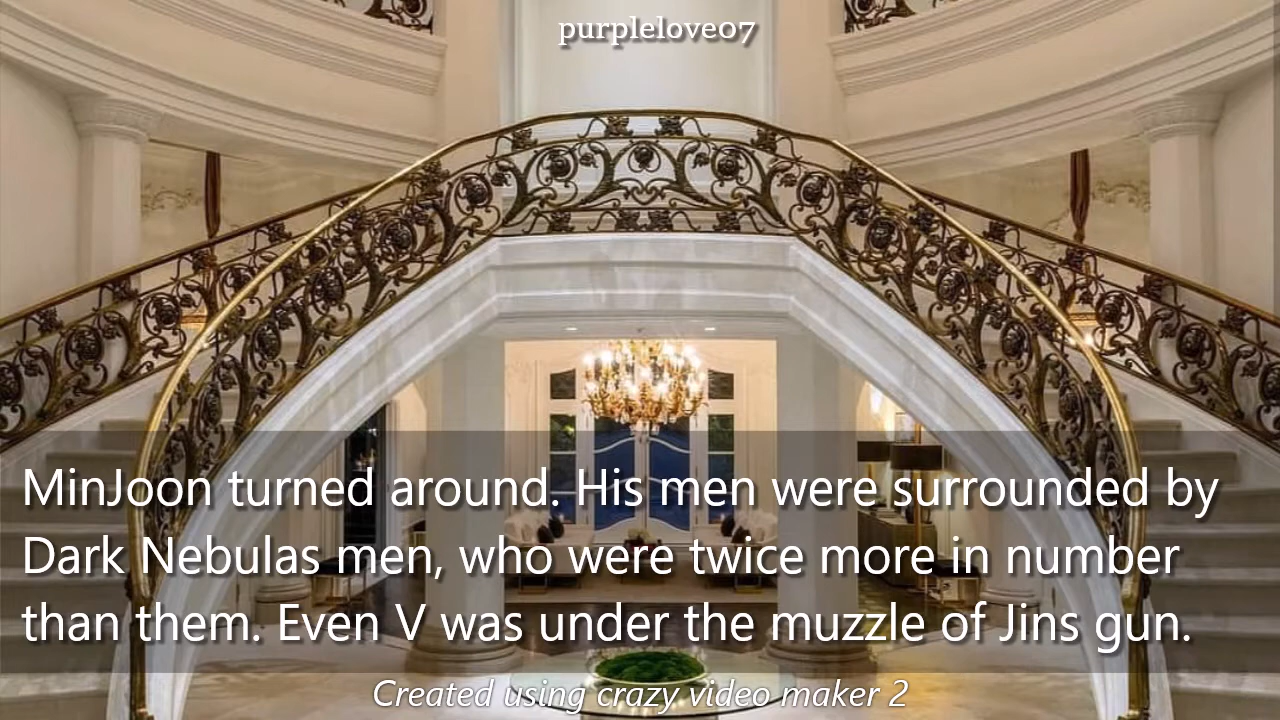 purplelove07
MinJoon turned around. His men were surrounded by
Dark Nebulas men, who were twice more in number
than them. Even V was under the muzzle of Jins gun.
Created using crazy video maker 2